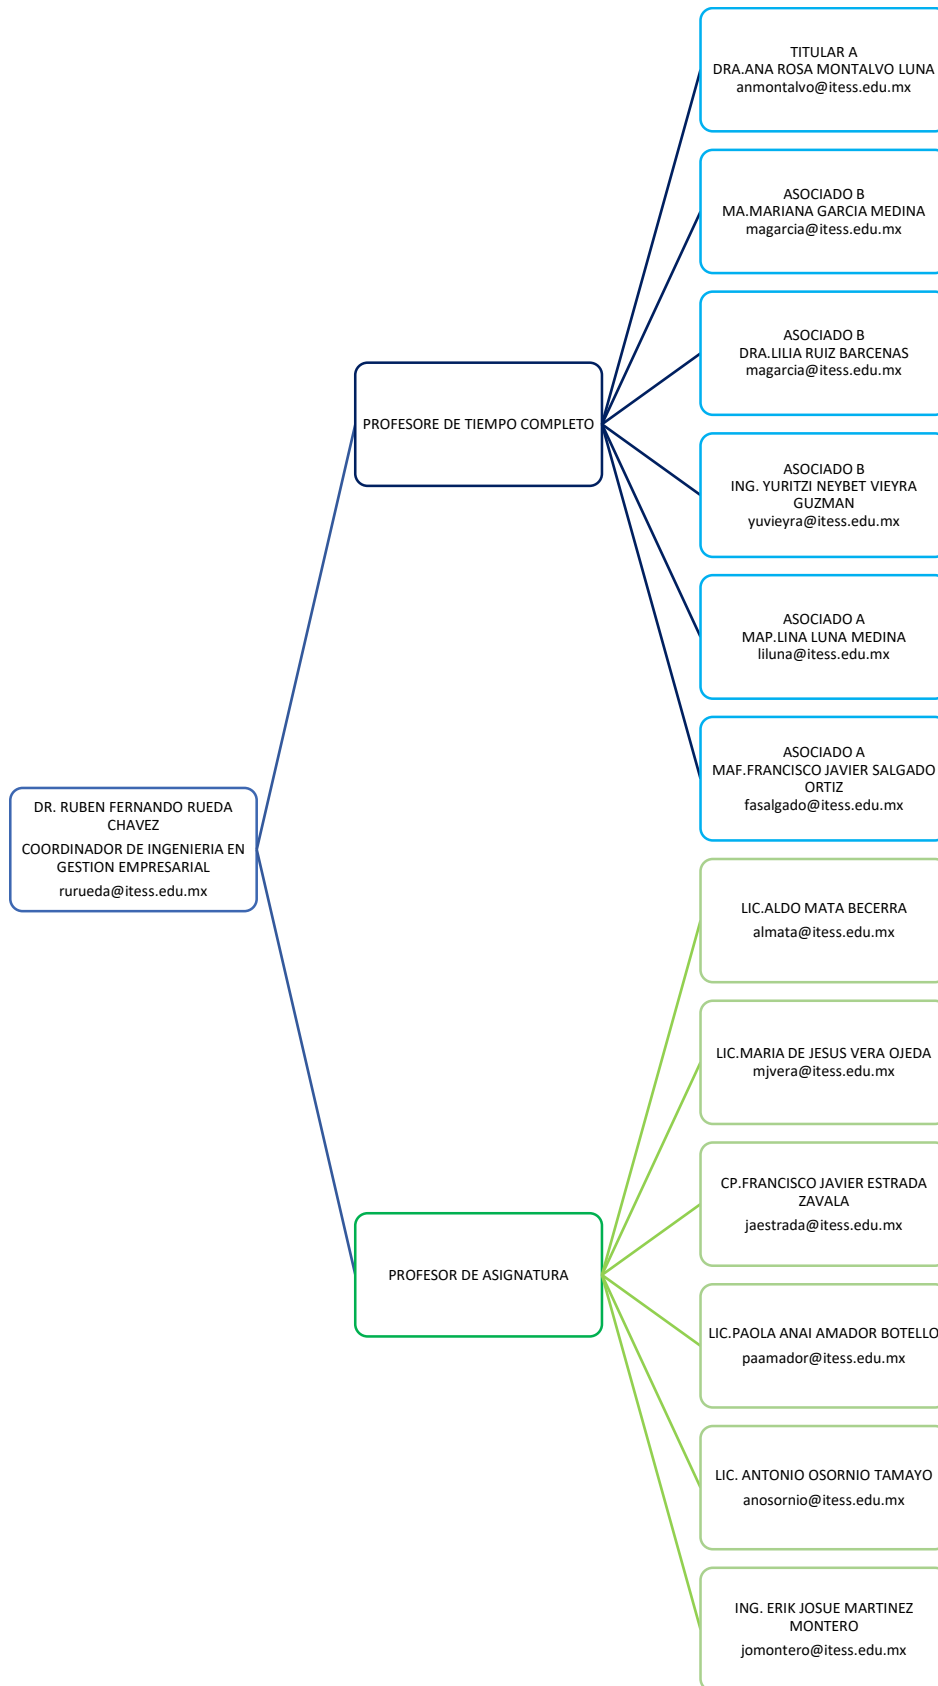 TITULAR A
DRA.ANA ROSA MONTALVO LUNA
anmontalvo@itess.edu.mx
ASOCIADO B
MA.MARIANA GARCIA MEDINA
magarcia@itess.edu.mx
ASOCIADO B
DRA.LILIA RUIZ BARCENAS
magarcia@itess.edu.mx
PROFESORE DE TIEMPO COMPLETO
ASOCIADO B
ING. YURITZI NEYBET VIEYRA
GUZMAN
yuvieyra@itess.edu.mx
ASOCIADO A
MAP.LINA LUNA MEDINA
liluna@itess.edu.mx
ASOCIADO A
MAF.FRANCISCO JAVIER SALGADO
ORTIZ
fasalgado@itess.edu.mx
DR. RUBEN FERNANDO RUEDA
CHAVEZ
COORDINADOR DE INGENIERIA EN
GESTION EMPRESARIAL
rurueda@itess.edu.mx
LIC.ALDO MATA BECERRA
almata@itess.edu.mx
LIC.MARIA DE JESUS VERA OJEDA
mjvera@itess.edu.mx
CP.FRANCISCO JAVIER ESTRADA
ZAVALA
jaestrada@itess.edu.mx
PROFESOR DE ASIGNATURA
LIC.PAOLA ANAI AMADOR BOTELLO
paamador@itess.edu.mx
LIC. ANTONIO OSORNIO TAMAYO
anosornio@itess.edu.mx
ING. ERIK JOSUE MARTINEZ
MONTERO
jomontero@itess.edu.mx